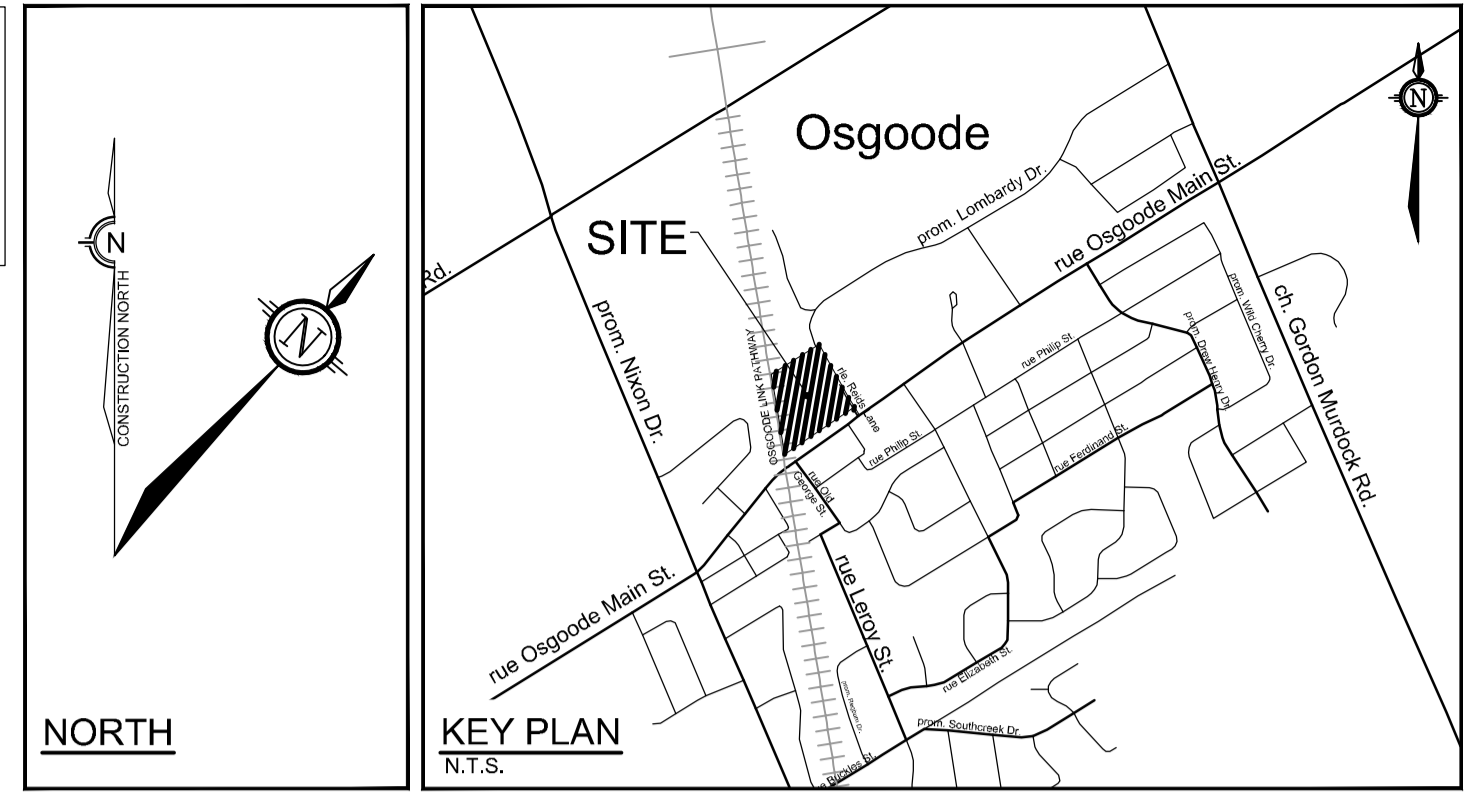 N
CONSTRUCTION NORTH
N
NORTH
Osgoode
N
SITE
prom. Lombardy Dr.
rue Osgoode Main St.
Rd.
prom. Nixon Dr.
OSGOODE LINK PATHWAY
rle. Reids Lane
rue Philip St.
prom. Wild Cherry Dr.
prom. Drew Henry Dr.
ch. Gordon Murdock Rd.
rue Philip St.
rue Ferdinand St.
rue Old
George St.
rue Osgoode Main St.
rue Leroy St.
rue Elizabeth St.
prom. Southcreek Dr.
Buckles St.
KEY PLAN
N.T.S.